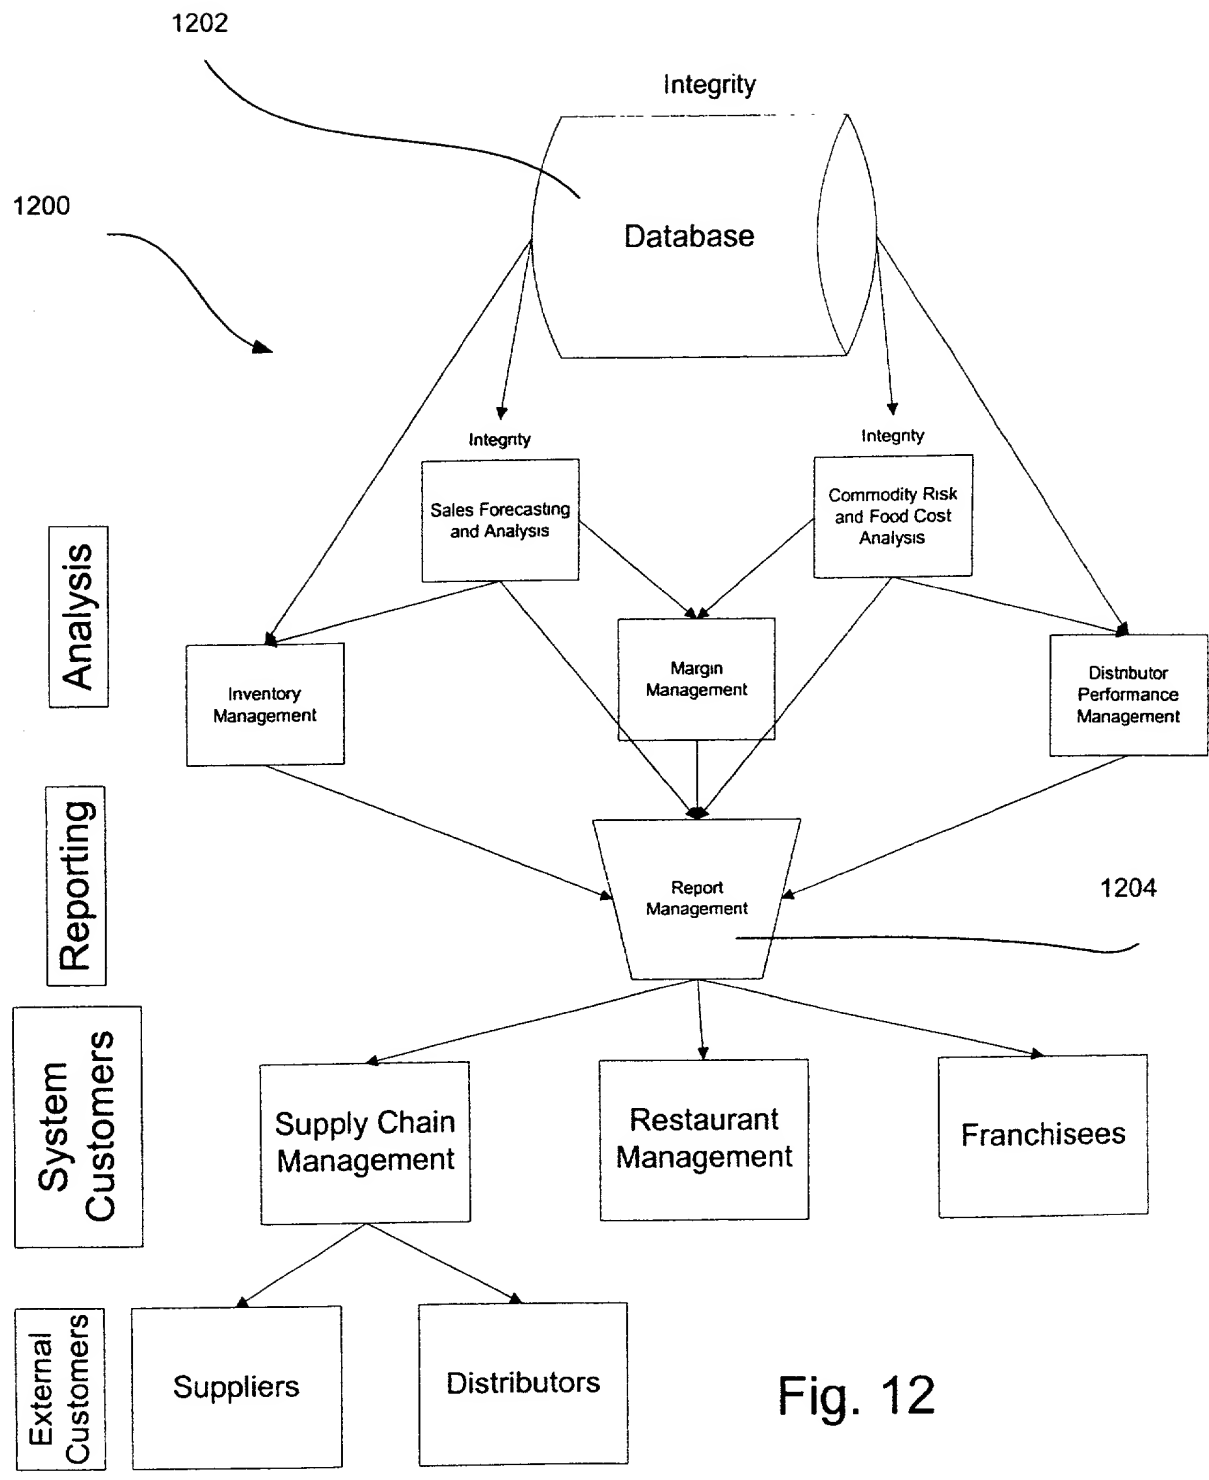 1202
Integrity
1200
Database
Integrity
Integrity
Sales Forecasting
and Analysis
Commodity Risk
and Food Cost
Analysis
Analysis
Inventory
Management
Margin
Management
Distributor
Performance
Management
Reporting
Report
Management
1204
System
Customers
Supply Chain
Management
Restaurant
Management
Franchisees
External
Customers
Suppliers
Distributors
Fig. 12